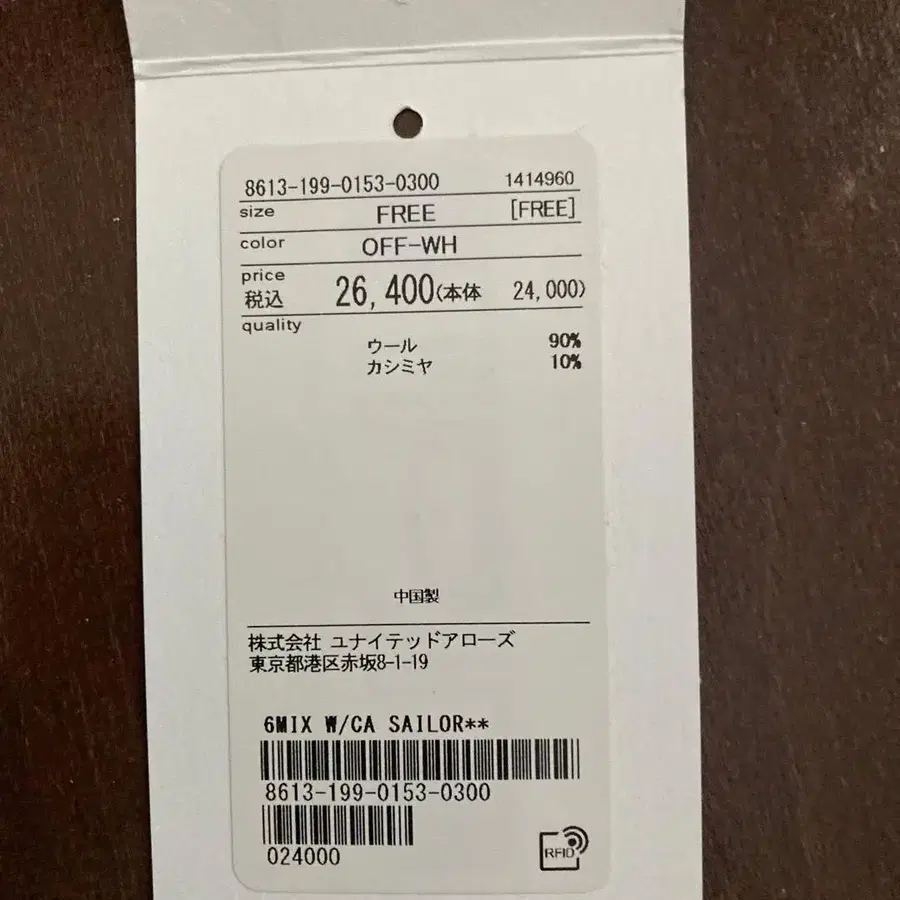 8613-199-0153-0300 1414960
size FREE [FREE]
color OFF-WH
price
税込 26,400(本体 24,000)
quality
ウール 90%
カシミヤ 10%
中国製
株式会社 ユナイテッドアローズ
東京都港区赤坂8-1-19
6MIX W/CA SAILOR**
8613-199-0153-0300
024000
RFID